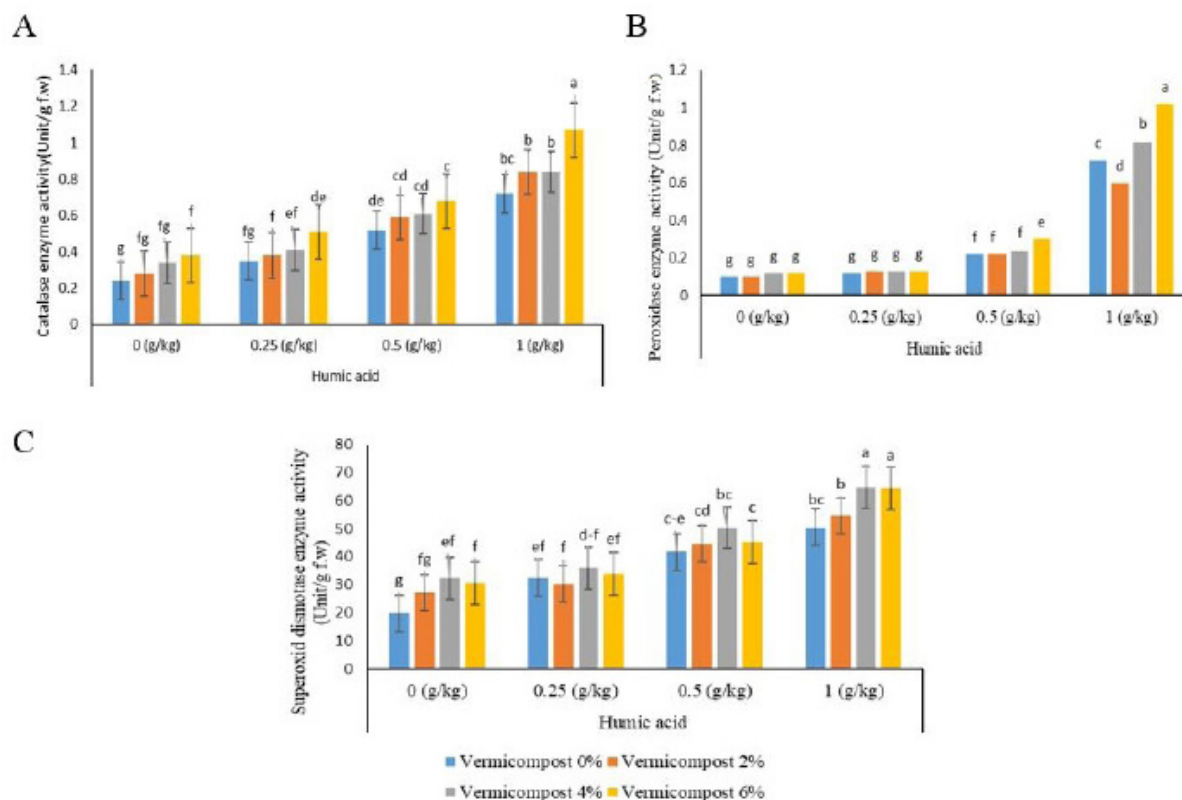 A
Catalase enzyme activity(Unit/g f.w)
1.4
1.2
1
0.8
0.6
0.4
0.2
0
g fg fg f
fg f ef de
de cd cd c
bc b b a
0 (g/kg) 0.25 (g/kg) 0.5 (g/kg) 1 (g/kg)
Humic acid
B
Peroxidase enzyme activity (Unit/g f.w)
1.2
1
0.8
0.6
0.4
0.2
0
g g g g
g g g g
f f f e
c d b a
0 (g/kg) 0.25 (g/kg) 0.5 (g/kg) 1 (g/kg)
Humic acid
C
Superoxid dismotase enzyme activity
(Unit/g f.w)
80
70
60
50
40
30
20
10
0
g fg ef f
ef f d-f ef
c-e cd bc c
bc b a a
0 (g/kg) 0.25 (g/kg) 0.5 (g/kg) 1 (g/kg)
Humic acid
Vermicompost 0% Vermicompost 2%
Vermicompost 4% Vermicompost 6%